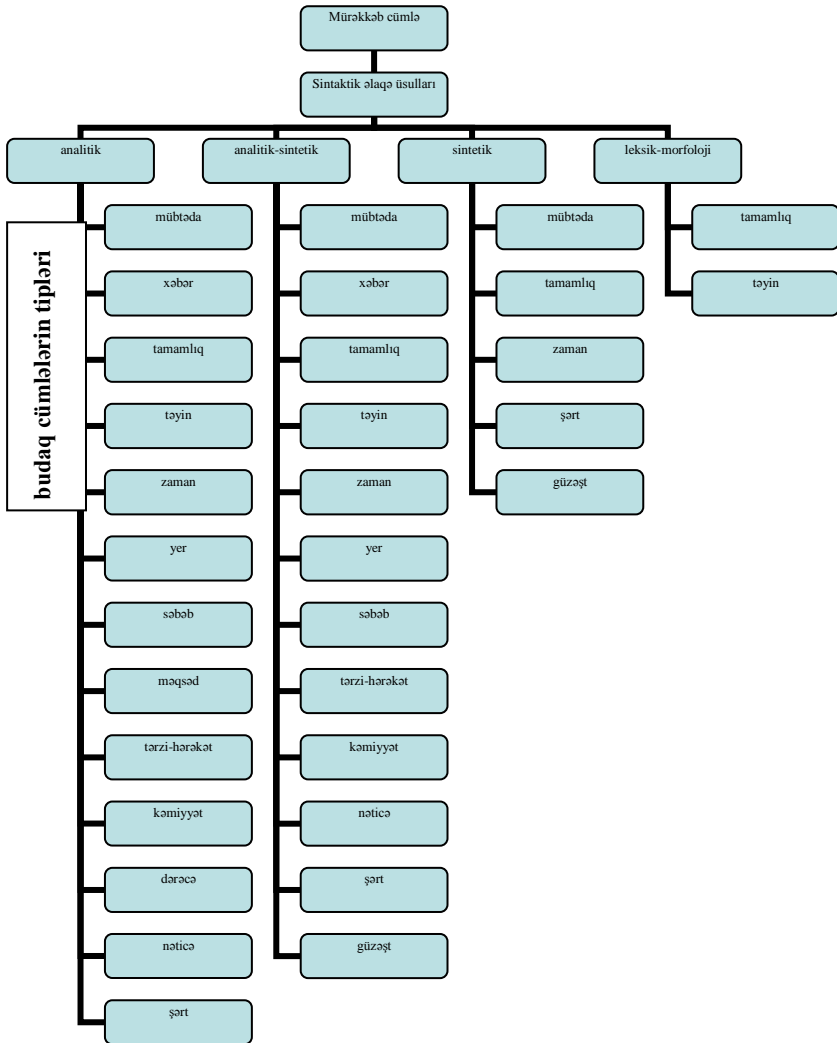 Mürəkkəb cümlə
Sintaktik əlaqə üsulları
analitik
analitik-sintetik
sintetik
leksik-morfoloji
budaq cümlələrin tipləri
mübtəda
xəbər
tamamlıq
təyin
zaman
yer
səbəb
məqsəd
tərzi-hərəkət
kəmiyyət
dərəcə
nəticə
şərt
mübtəda
xəbər
tamamlıq
təyin
zaman
yer
səbəb
tərzi-hərəkət
kəmiyyət
nəticə
şərt
güzəşt
mübtəda
tamamlıq
zaman
şərt
güzəşt
tamamlıq
təyin